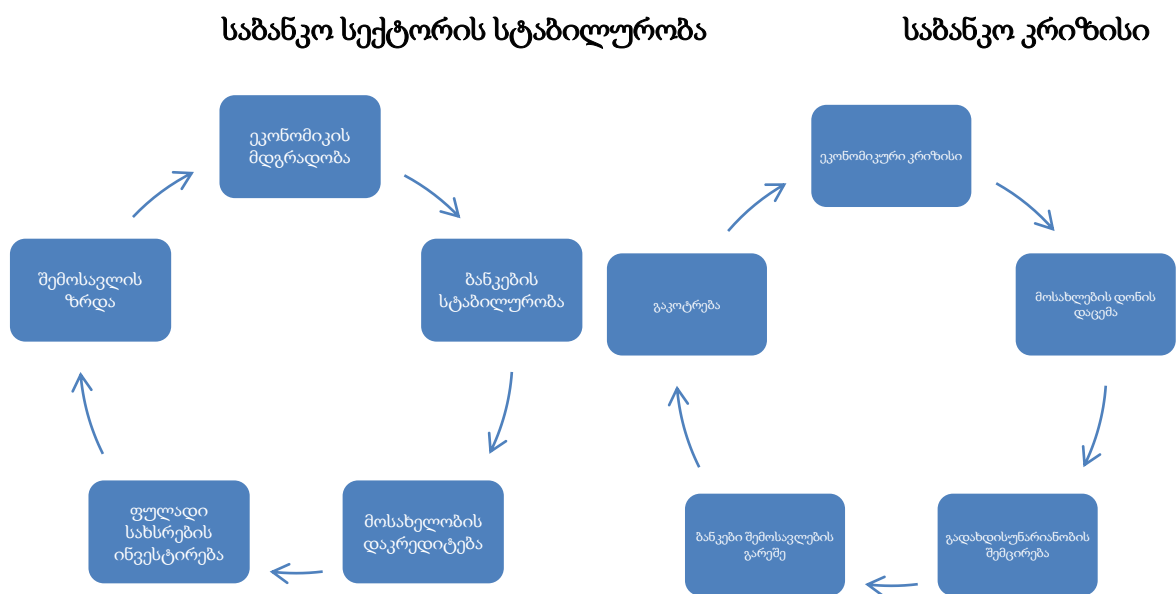 საბანკო სექტორის სტაბილურობა
ეკონომიკის
მდგრადობა
ბანკების
სტაბილურობა
მოსახელობის
დაკრედიტება
ფულადი
სახსრების
ინვესტირება
შემოსავლის
ზრდა
საბანკო კრიზისი
ეკონომიკური კრიზისი
მოსახლების დონის
დაცემა
გადახდისუნარიანობის
შემცირება
ბანკები შემოსავლების
გარეშე
გაკოტრება